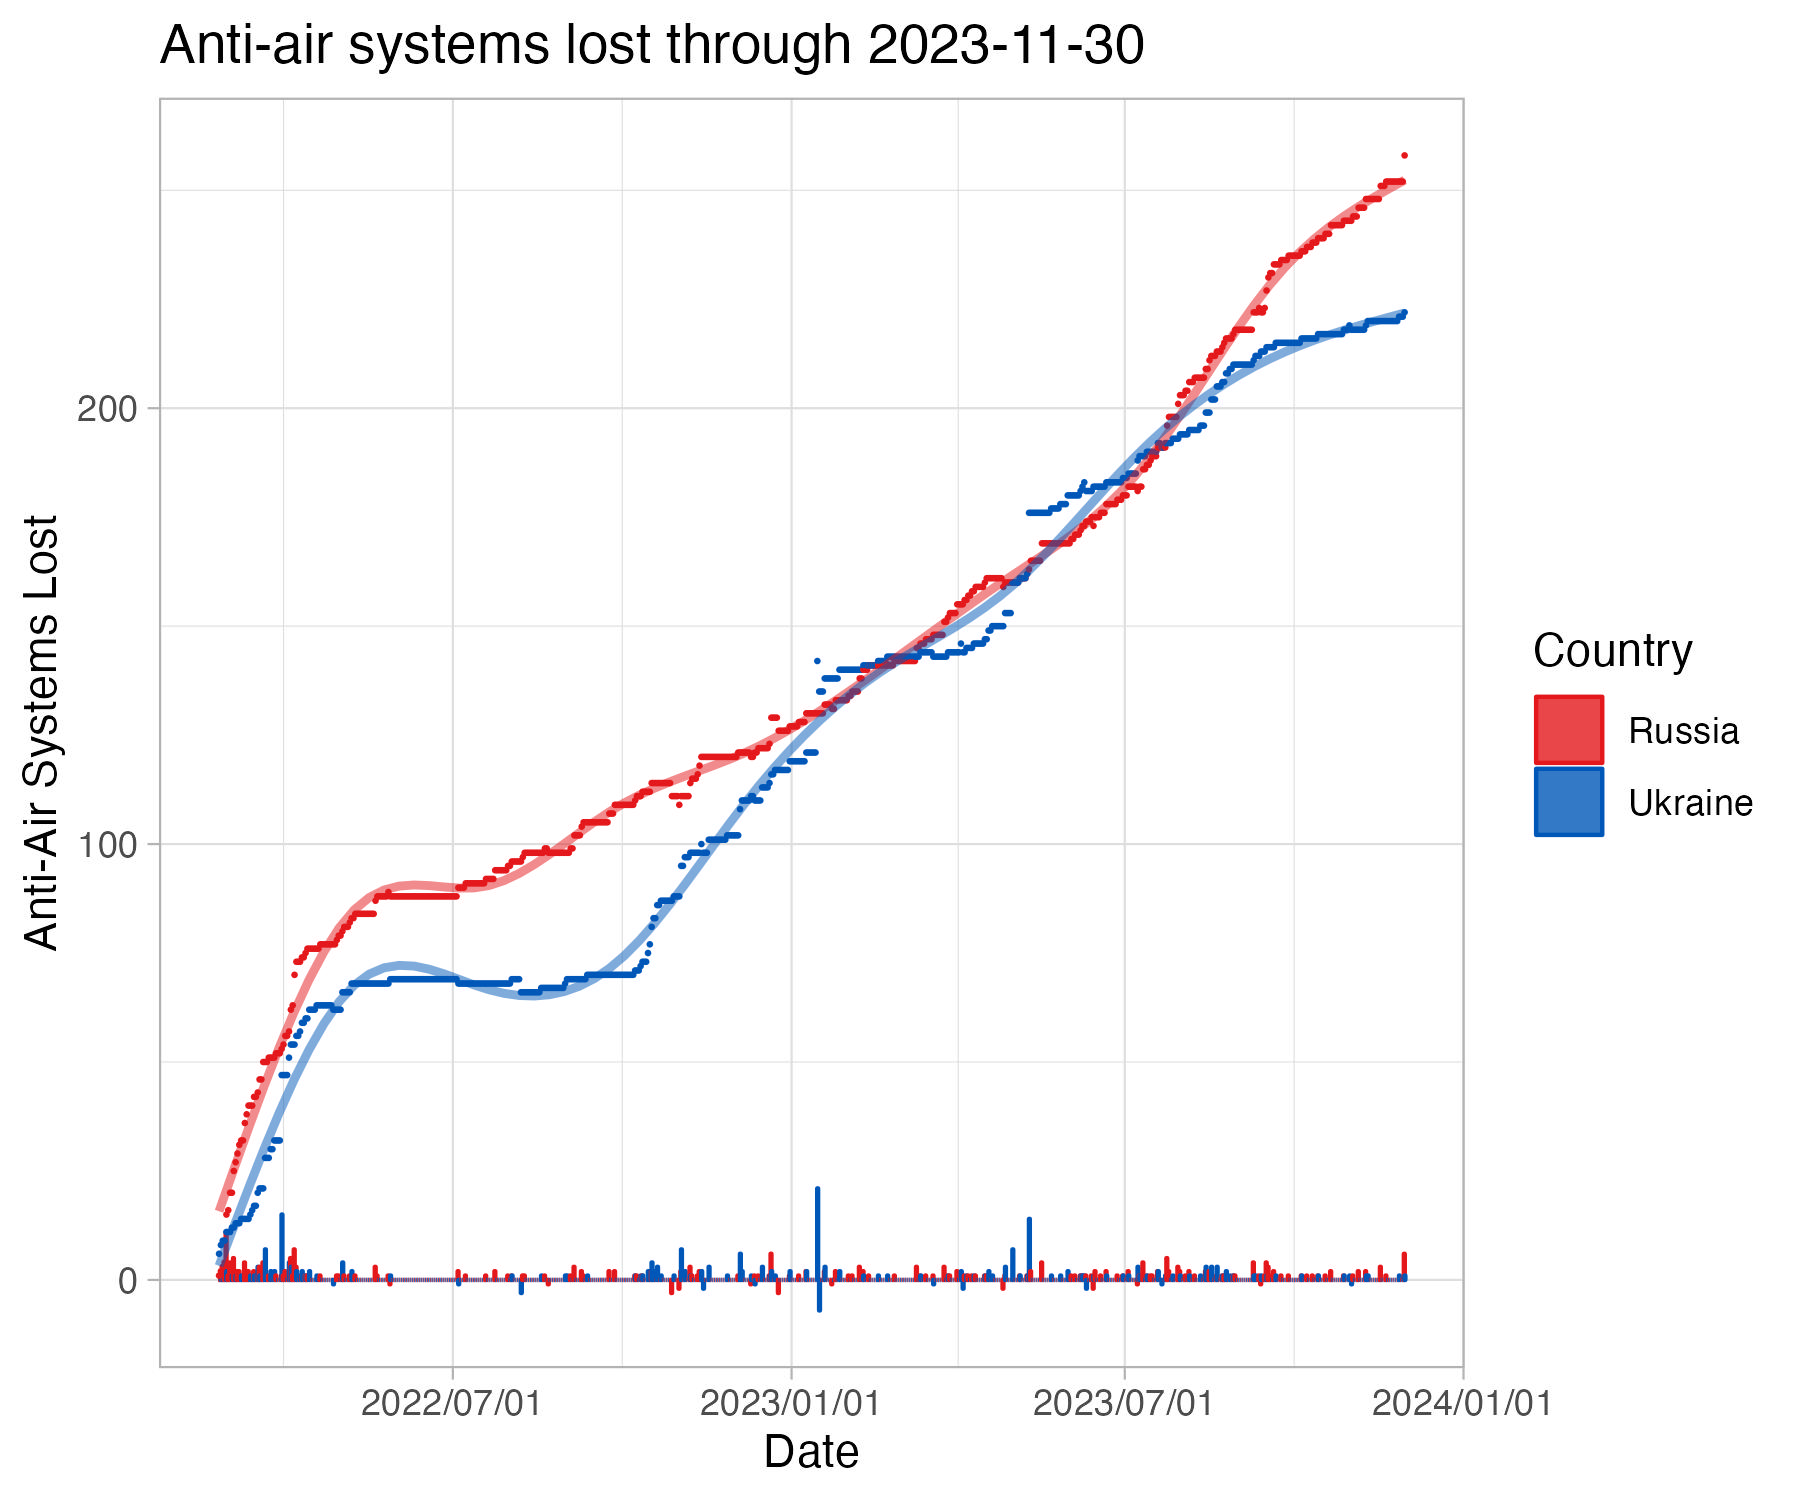 Anti-air systems lost through 2023-11-30
Anti-Air Systems Lost
200
100
0
2022/07/01
2023/01/01
2023/07/01
2024/01/01
Date
Country
Russia
Ukraine